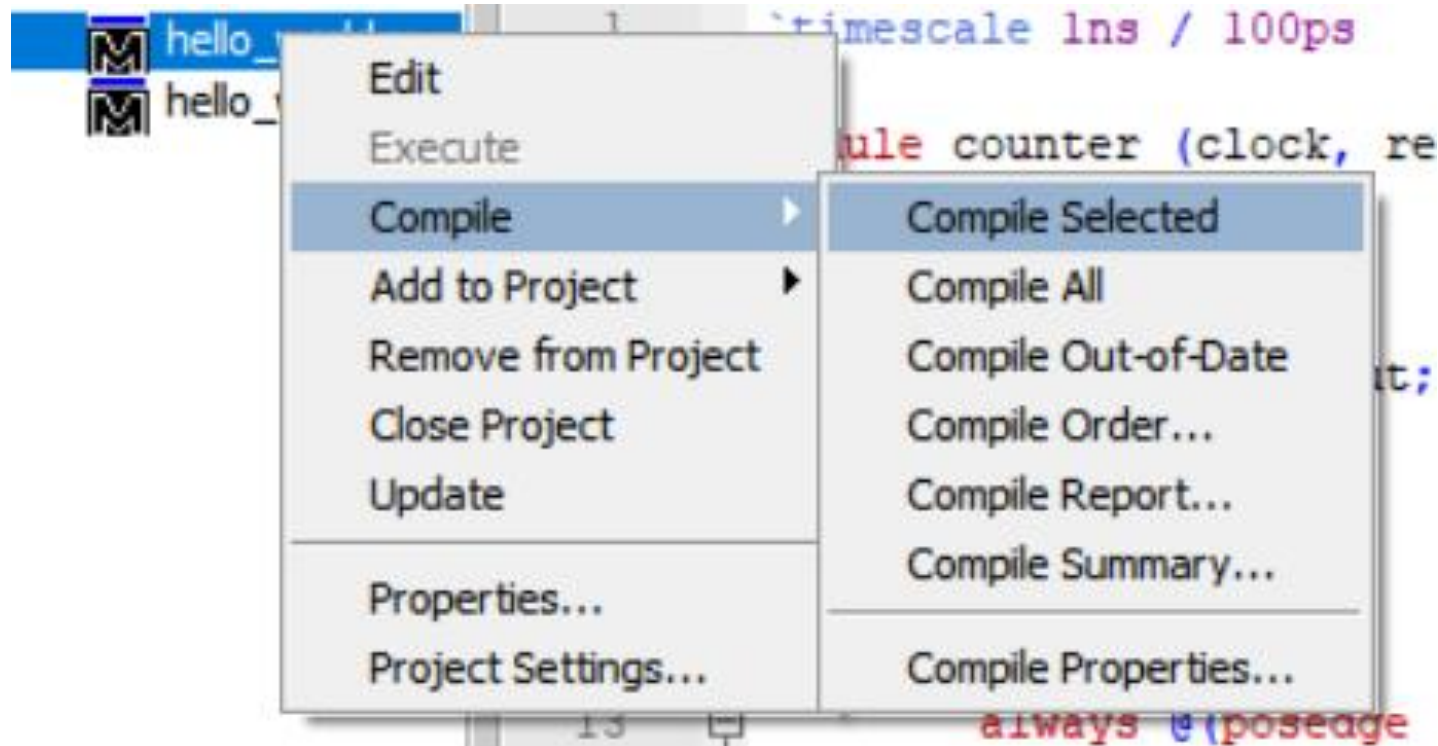 hello_
hello_
1 `timescale 1ns / 100ps
ule counter (clock, re
t;
13 always @(posedge
Edit
Execute
Compile
Add to Project
Remove from Project
Close Project
Update
Properties...
Project Settings...
Compile Selected
Compile All
Compile Out-of-Date
Compile Order...
Compile Report...
Compile Summary...
Compile Properties...